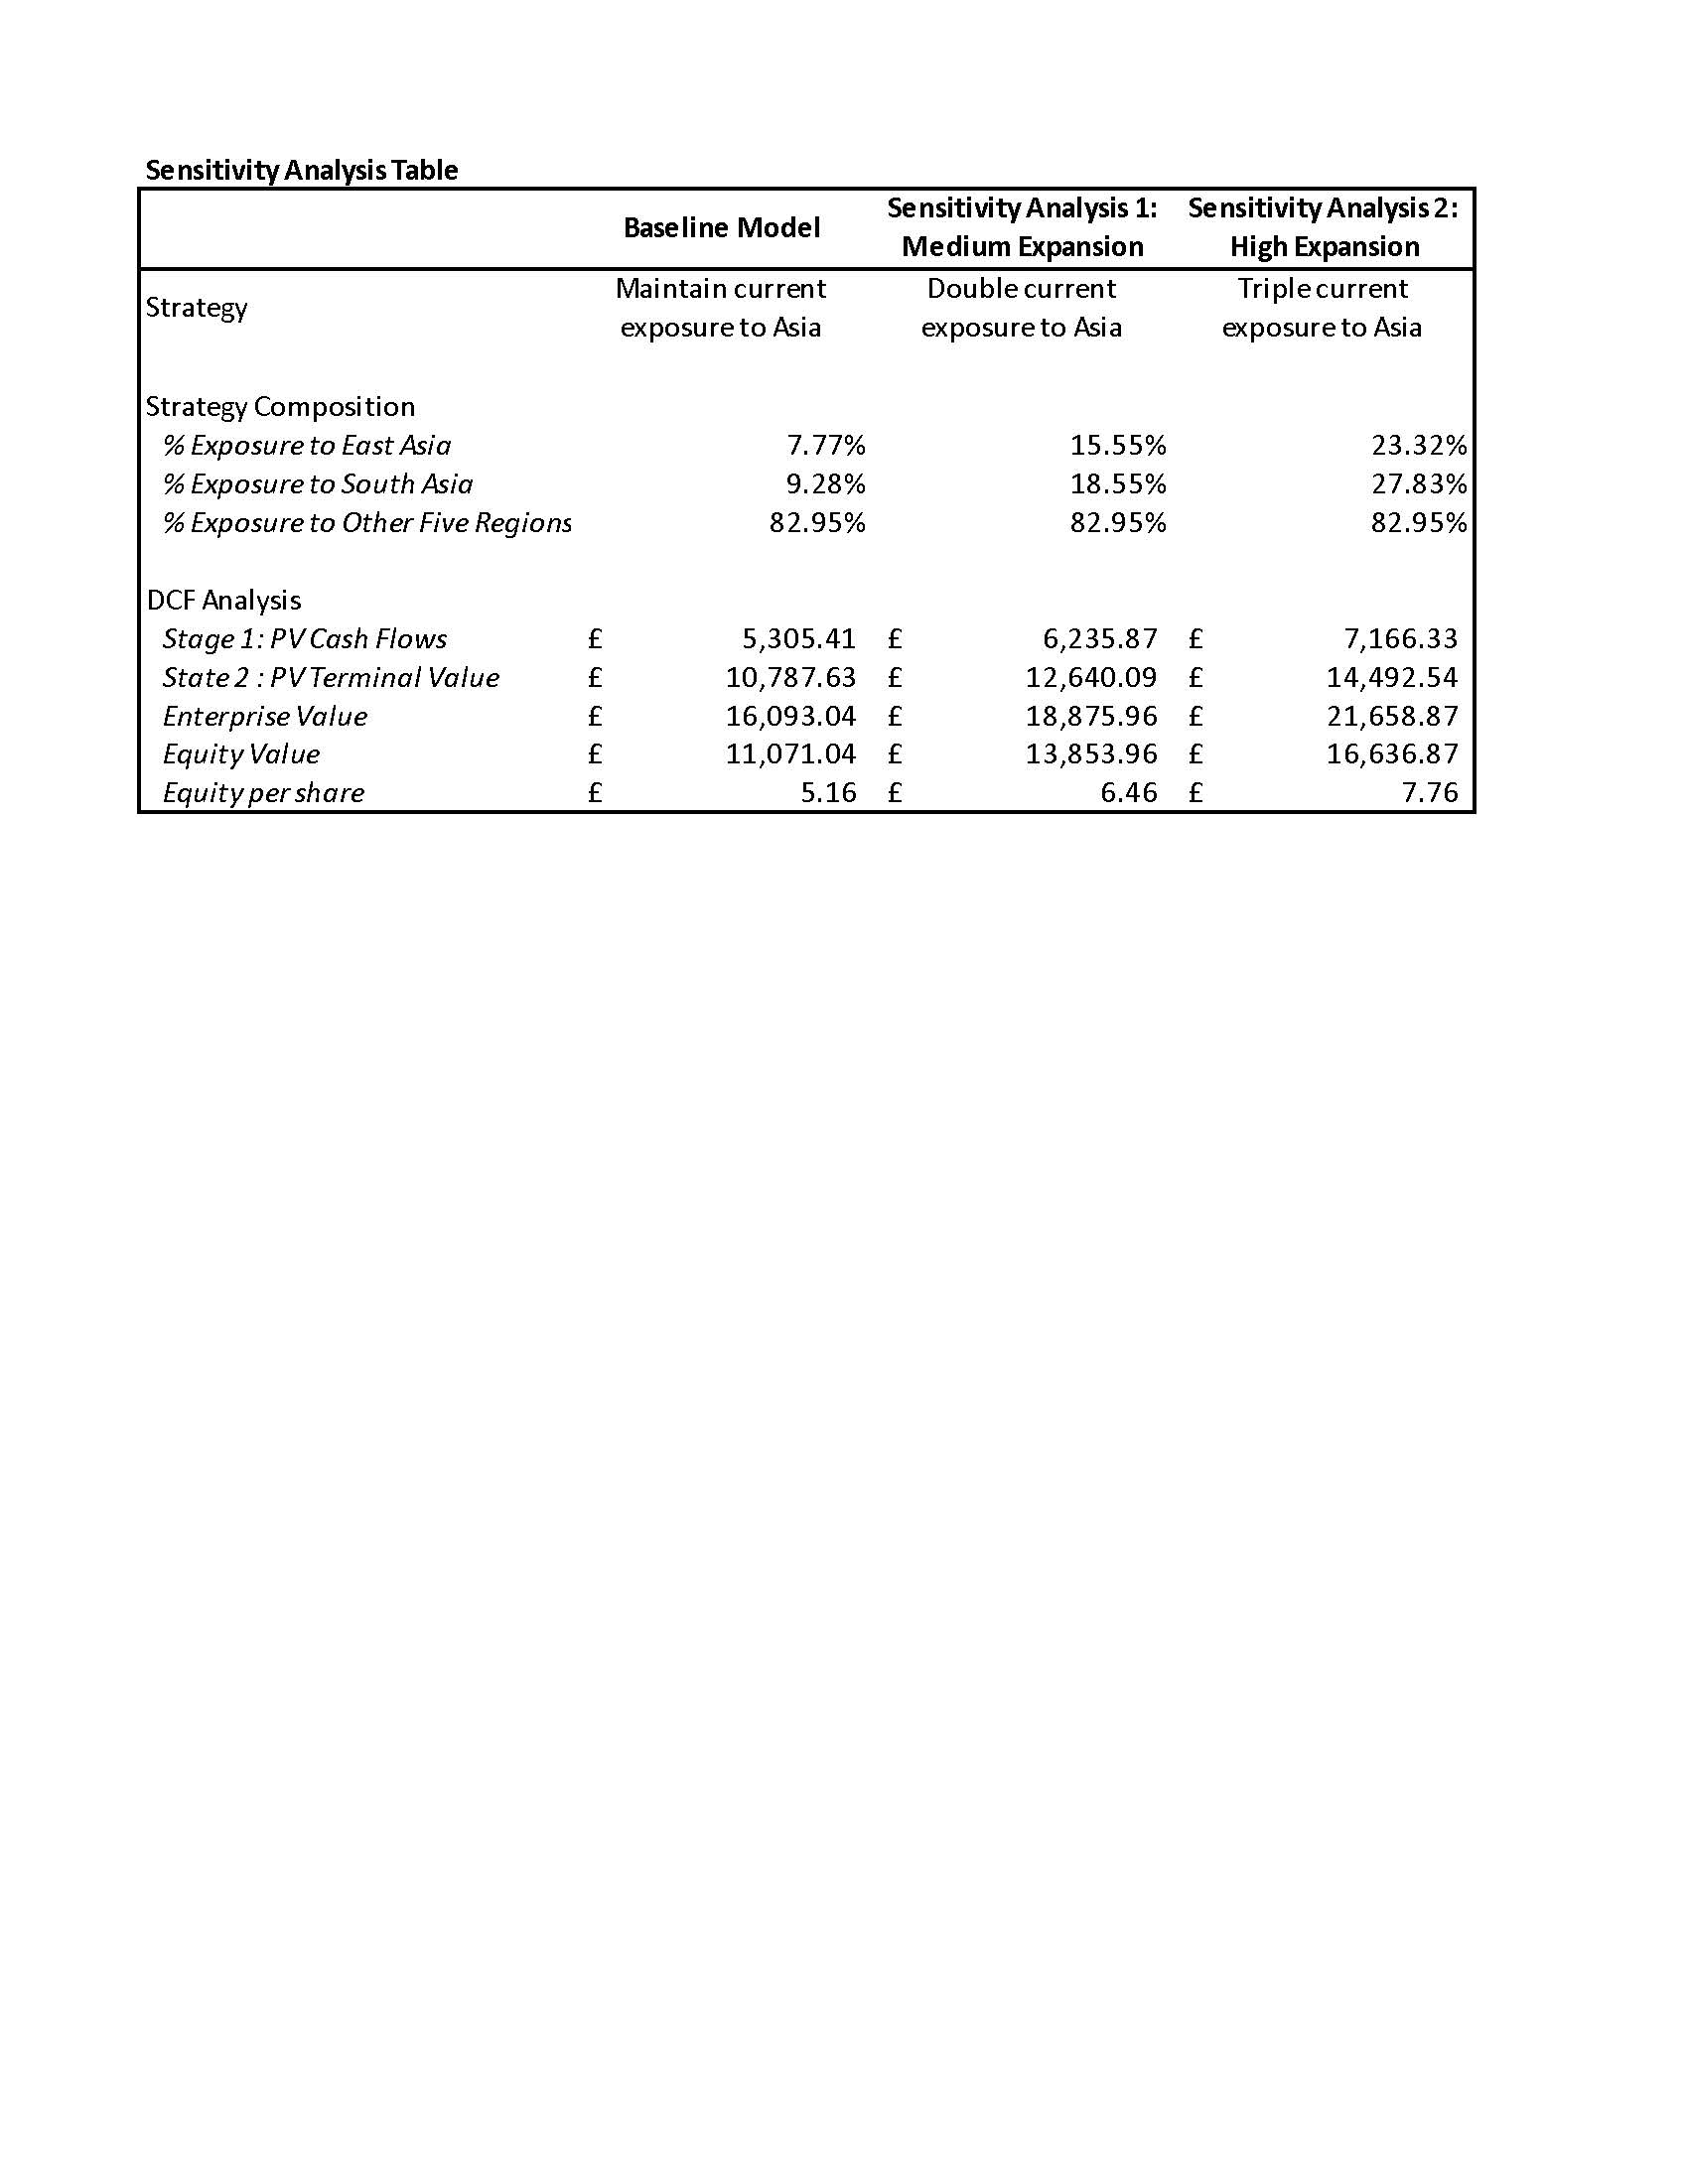 Sensitivity Analysis Table
Baseline Model
Sensitivity Analysis 1:
Medium Expansion
Sensitivity Analysis 2:
High Expansion
Strategy
Maintain current
exposure to Asia
Double current
exposure to Asia
Triple current
exposure to Asia
Strategy Composition
% Exposure to East Asia 7.77% 15.55% 23.32%
% Exposure to South Asia 9.28% 18.55% 27.83%
% Exposure to Other Five Regions 82.95% 82.95% 82.95%
DCF Analysis
Stage 1: PV Cash Flows £ 5,305.41 £ 6,235.87 £ 7,166.33
State 2 : PV Terminal Value £ 10,787.63 £ 12,640.09 £ 14,492.54
Enterprise Value £ 16,093.04 £ 18,875.96 £ 21,658.87
Equity Value £ 11,071.04 £ 13,853.96 £ 16,636.87
Equity per share £ 5.16 £ 6.46 £ 7.76